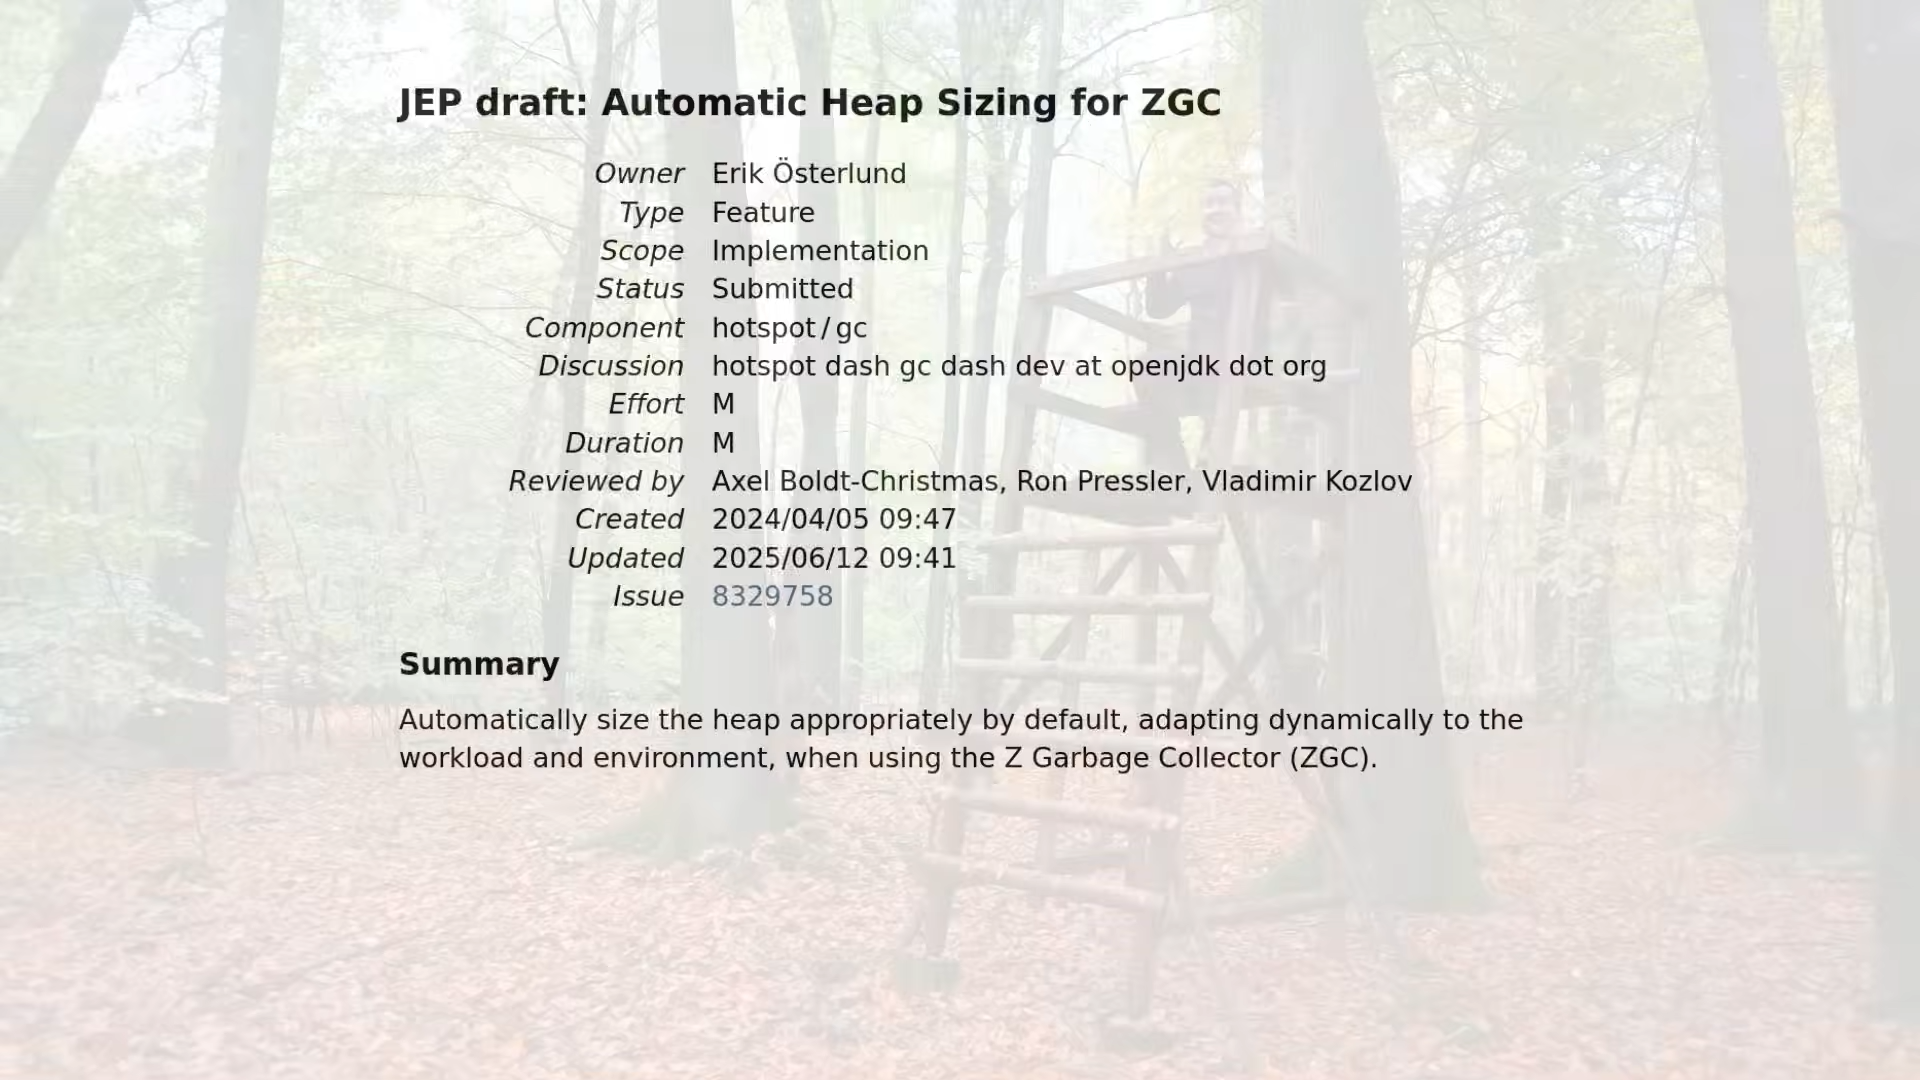 JEP draft: Automatic Heap Sizing for ZGC
Owner Erik Österlund
Type Feature
Scope Implementation
Status Submitted
Component hotspot / gc
Discussion hotspot dash gc dash dev at openjdk dot org
Effort M
Duration M
Reviewed by Axel Boldt-Christmas, Ron Pressler, Vladimir Kozlov
Created 2024/04/05 09:47
Updated 2025/06/12 09:41
Issue 8329758
Summary
Automatically size the heap appropriately by default, adapting dynamically to the
workload and environment, when using the Z Garbage Collector (ZGC).